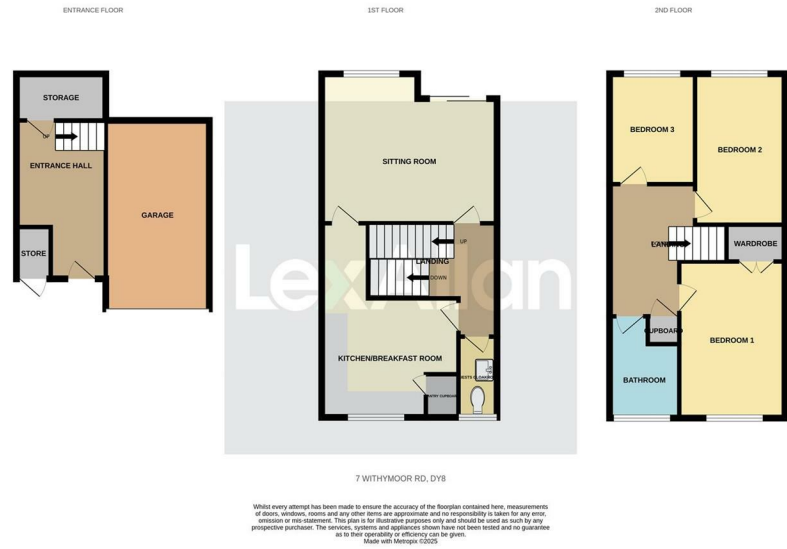 ENTRANCE FLOOR
1ST FLOOR
2ND FLOOR
STORAGE
UP
ENTRANCE HALL
GARAGE
STORE
SITTING ROOM
UP
LANDING
DOWN
LexAllan
KITCHEN/BREAKFAST ROOM
PANTRY CUPBOARD
BEDROOM 3
BEDROOM 2
LANDING
WARDROBE
CUPBOARD
BEDROOM 1
BATHROOM
7 WITHYMOOR RD, DY8
Whilst every attempt has been made to ensure the accuracy of the floorplan contained here, measurements
of doors, windows, rooms and any other items are approximate and no responsibility is taken for any error,
omission or mis-statement. This plan is for illustrative purposes only and should be used as such by any
prospective purchaser. The services, systems and appliances shown have not been tested and no guarantee
as to their operability or efficiency can be given.
Made with Metropix ©2025